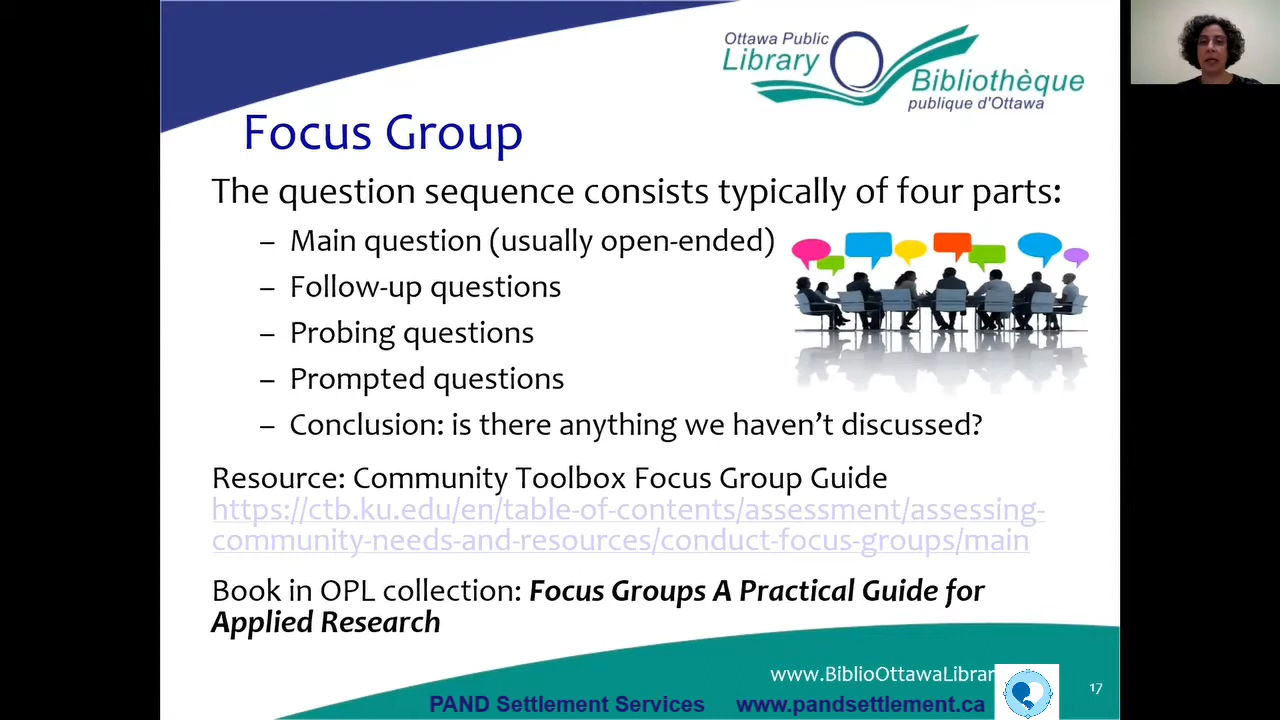 Ottawa Public
Library
Bibliothèque
publique d'Ottawa
Focus Group
The question sequence consists typically of four parts:
– Main question (usually open-ended)
– Follow-up questions
– Probing questions
– Prompted questions
– Conclusion: is there anything we haven't discussed?
Resource: Community Toolbox Focus Group Guide
https://ctb.ku.edu/en/table-of-contents/assessment/assessing-
community-needs-and-resources/conduct-focus-groups/main
Book in OPL collection: Focus Groups A Practical Guide for
Applied Research
www.BiblioOttawaLibrar
17
PAND Settlement Services www.pandsettlement.ca